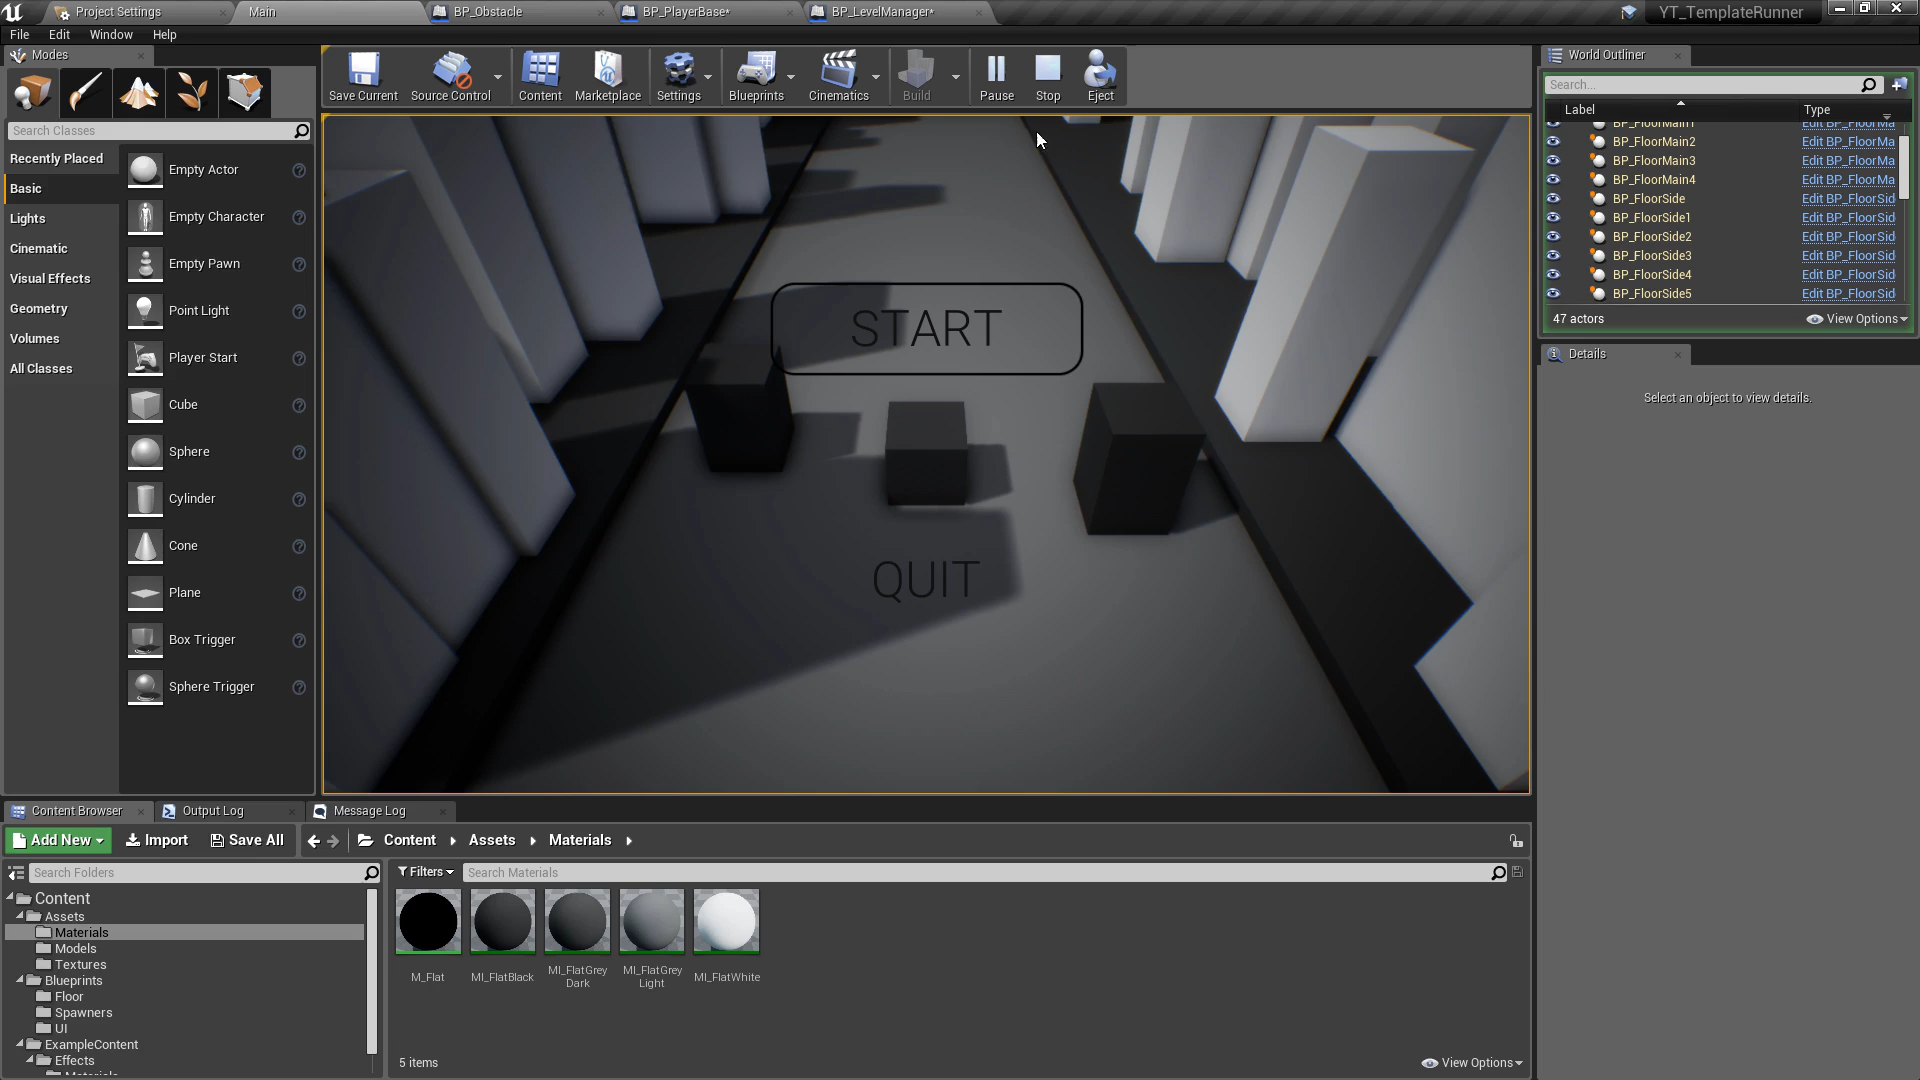 Project Settings
Main
BP_Obstacle
BP_PlayerBase*
BP_LevelManager*
YT_TemplateRunner
File Edit Window Help
Modes
Save Current
Source Control
Content
Marketplace
Settings
Blueprints
Cinematics
Build
Pause
Stop
Eject
Search Classes
Recently Placed
Basic
Lights
Cinematic
Visual Effects
Geometry
Volumes
All Classes
Empty Actor
Empty Character
Empty Pawn
Point Light
Player Start
Cube
Sphere
Cylinder
Cone
Plane
Box Trigger
Sphere Trigger
START
QUIT
World Outliner
Search...
Label Type
BP_FloorMain1 Edit BP_FloorMa
BP_FloorMain2 Edit BP_FloorMa
BP_FloorMain3 Edit BP_FloorMa
BP_FloorMain4 Edit BP_FloorMa
BP_FloorSide Edit BP_FloorSid
BP_FloorSide1 Edit BP_FloorSid
BP_FloorSide2 Edit BP_FloorSid
BP_FloorSide3 Edit BP_FloorSid
BP_FloorSide4 Edit BP_FloorSid
BP_FloorSide5 Edit BP_FloorSid
47 actors View Options
Details
Select an object to view details.
Content Browser
Output Log
Message Log
Add New Import Save All Content Assets Materials
Search Folders
Content
Assets
Materials
Models
Textures
Blueprints
Floor
Spawners
UI
ExampleContent
Effects
Materials
Filters Search Materials
M_Flat
MI_FlatBlack
MI_FlatGrey
Dark
MI_FlatGrey
Light
MI_FlatWhite
5 items View Options